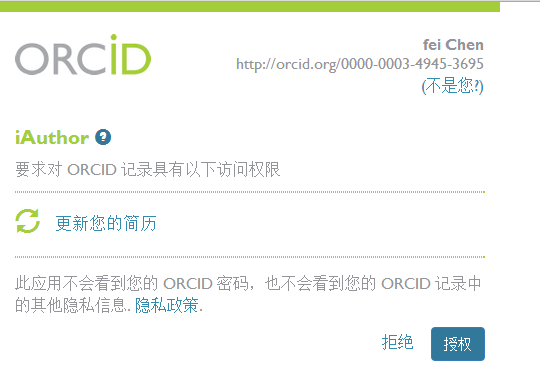 ORCID
fei Chen
http://orcid.org/0000-0003-4945-3695
(不是您?)
iAuthor ?
要求对 ORCID 记录具有以下访问权限
更新您的简历
此应用不会看到您的 ORCID 密码，也不会看到您的 ORCID 记录中
的其他隐私信息. 隐私政策.
拒绝 授权